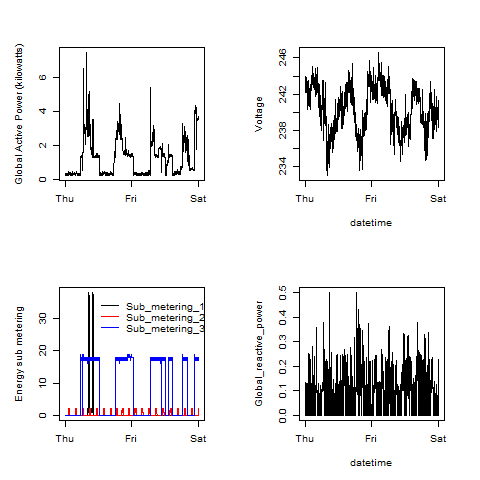 Global Active Power (kilowatts)
6
4
2
0
Thu
Fri
Sat
Voltage
246
242
238
234
Thu
Fri
Sat
datetime
Energy sub metering
30
20
10
0
Sub_metering_1
Sub_metering_2
Sub_metering_3
Thu
Fri
Sat
Global_reactive_power
0.5
0.4
0.3
0.2
0.1
0.0
Thu
Fri
Sat
datetime